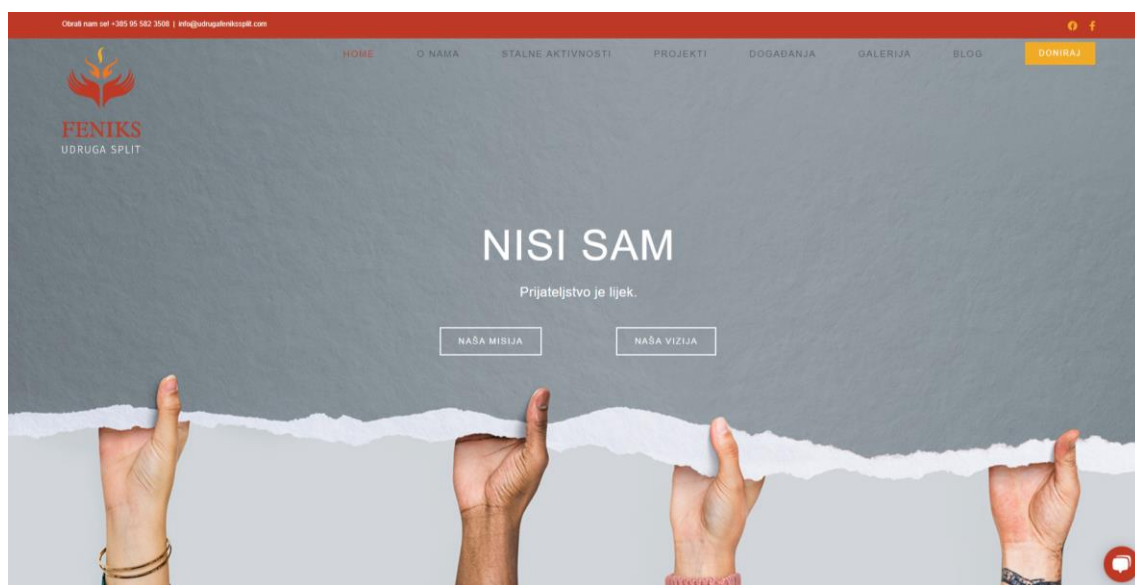 Obrati nam se! +385 95 582 3508 | info@udrugafenikssplit.com
HOME O NAMA STALNE AKTIVNOSTI PROJEKTI DOGAĐANJA GALERIJA BLOG DONIRAJ
FENIKS
UDRUGA SPLIT
NISI SAM
Prijateljstvo je lijek.
NAŠA MISIJA NAŠA VIZIJA